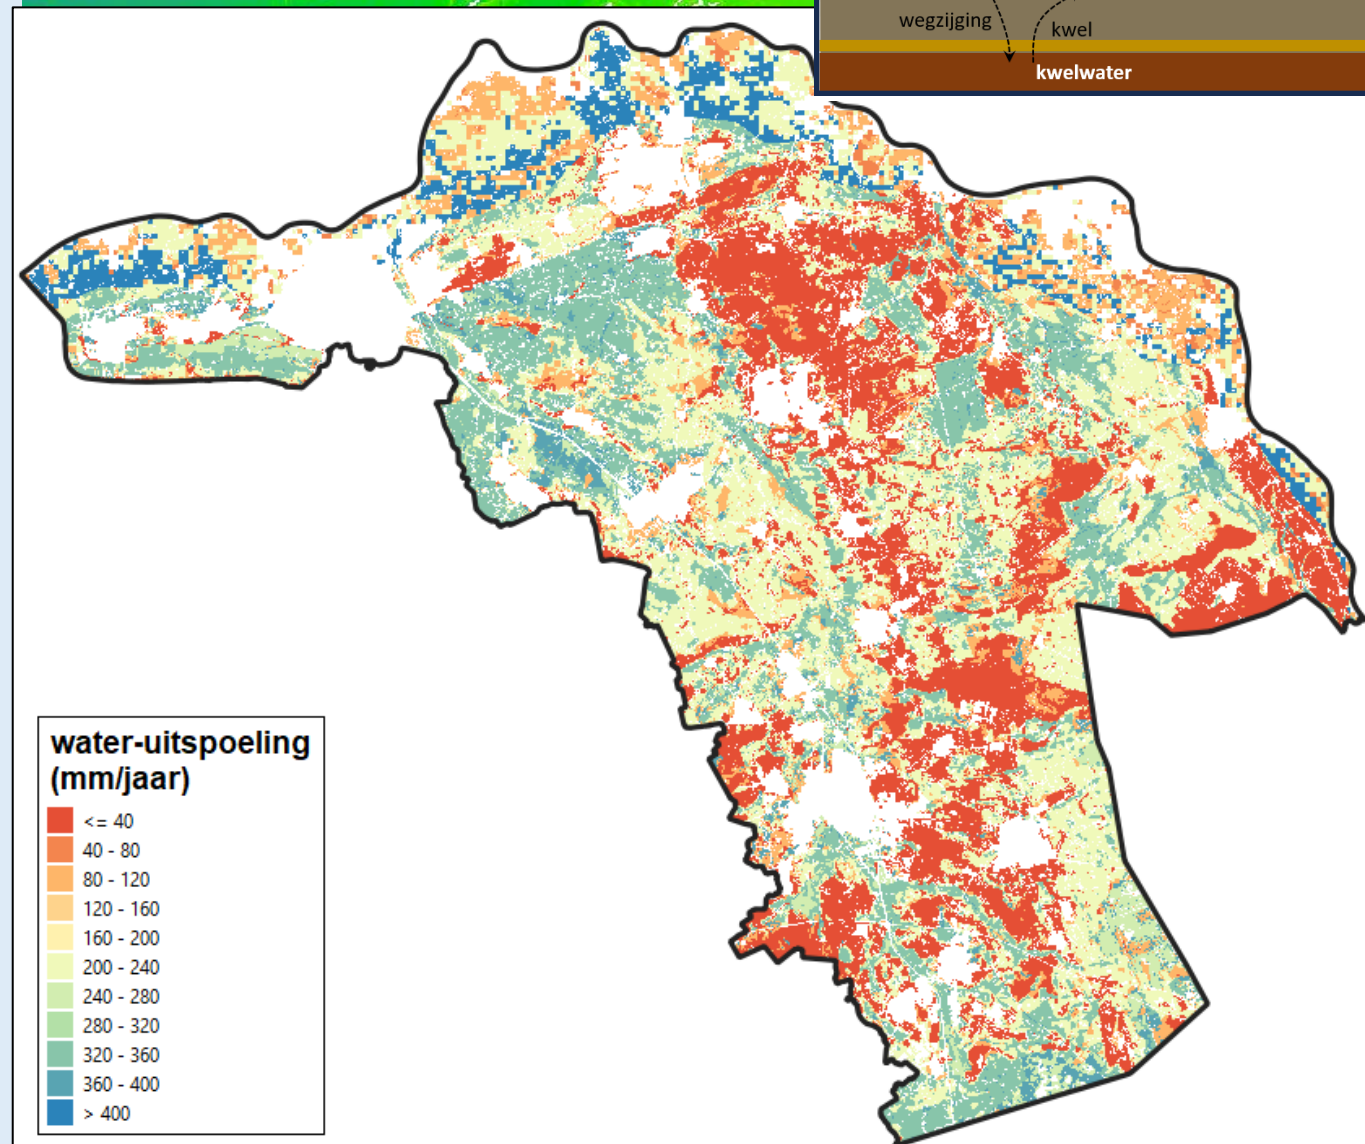 wegzijging
kwel
kwelwater
water-uitspoeling
(mm/jaar)
<= 40
40 - 80
80 - 120
120 - 160
160 - 200
200 - 240
240 - 280
280 - 320
320 - 360
360 - 400
> 400